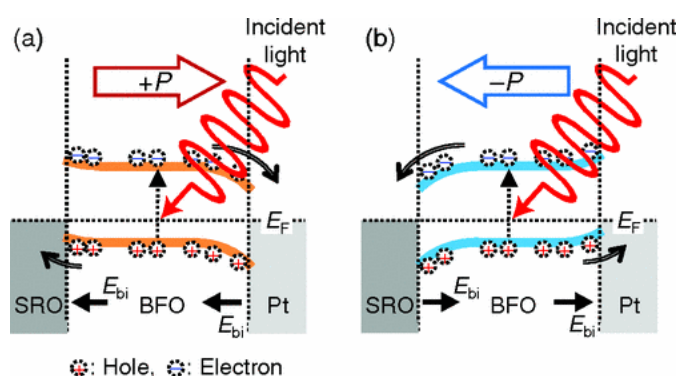 (a)
Incident
light
+P
E_F
E_bi
SRO
BFO
E_bi
Pt
(b)
Incident
light
−P
E_F
E_bi
SRO
BFO
E_bi
Pt
+: Hole, −: Electron